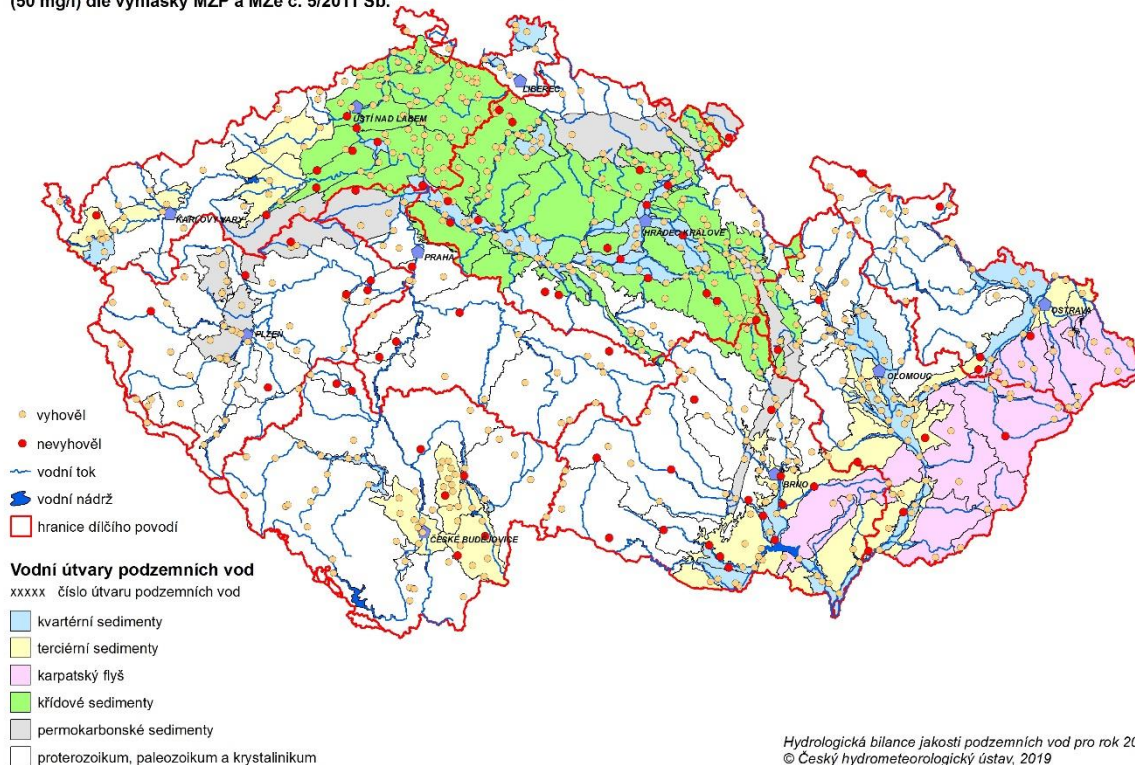 (50 mg/l) dle vyhlášky MŽP a MZe č. 5/2011 Sb.
LIBEREC
ÚSTÍ NAD LABEM
KARLOVY VARY
HRADEC KRÁLOVÉ
PRAHA
OSTRAVA
PLZEŇ
OLOMOUC
BRNO
ČESKÉ BUDĚJOVICE
vyhověl
nevyhověl
vodní tok
vodní nádrž
hranice dílčího povodí
Vodní útvary podzemních vod
xxxxx číslo útvaru podzemních vod
kvartérní sedimenty
terciérní sedimenty
karpatský flyš
křídové sedimenty
permokarbonské sedimenty
proterozoikum, paleozoikum a krystalinikum
Hydrologická bilance jakosti podzemních vod pro rok 20
© Český hydrometeorologický ústav, 2019